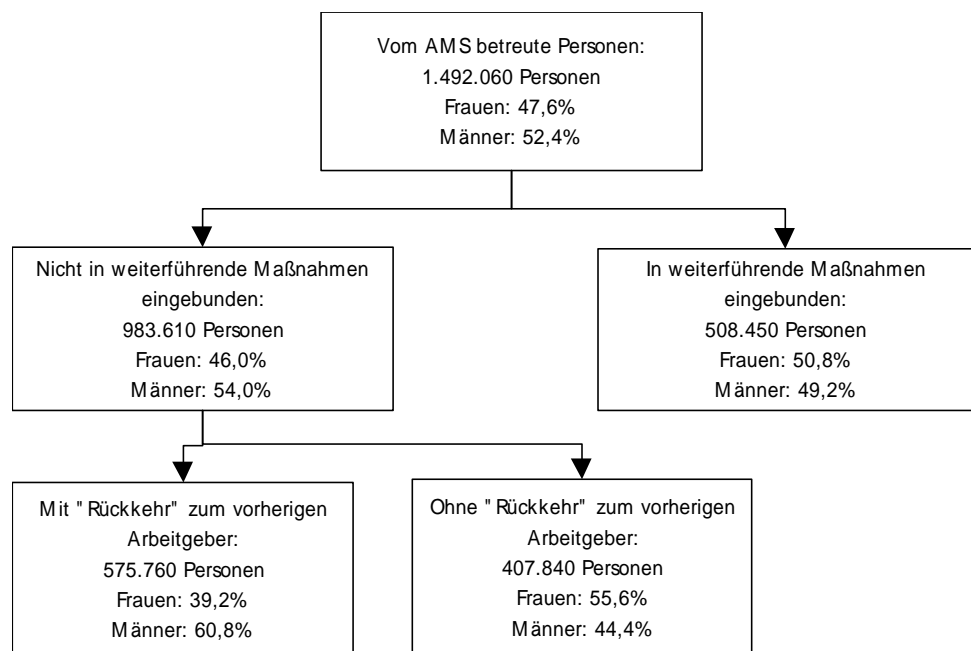 Vom AMS betreute Personen:
1.492.060 Personen
Frauen: 47,6%
Männer: 52,4%
Nicht in weiterführende Maßnahmen
eingebunden:
983.610 Personen
Frauen: 46,0%
Männer: 54,0%
In weiterführende Maßnahmen
eingebunden:
508.450 Personen
Frauen: 50,8%
Männer: 49,2%
Mit "Rückkehr" zum vorherigen
Arbeitgeber:
575.760 Personen
Frauen: 39,2%
Männer: 60,8%
Ohne "Rückkehr" zum vorherigen
Arbeitgeber:
407.840 Personen
Frauen: 55,6%
Männer: 44,4%